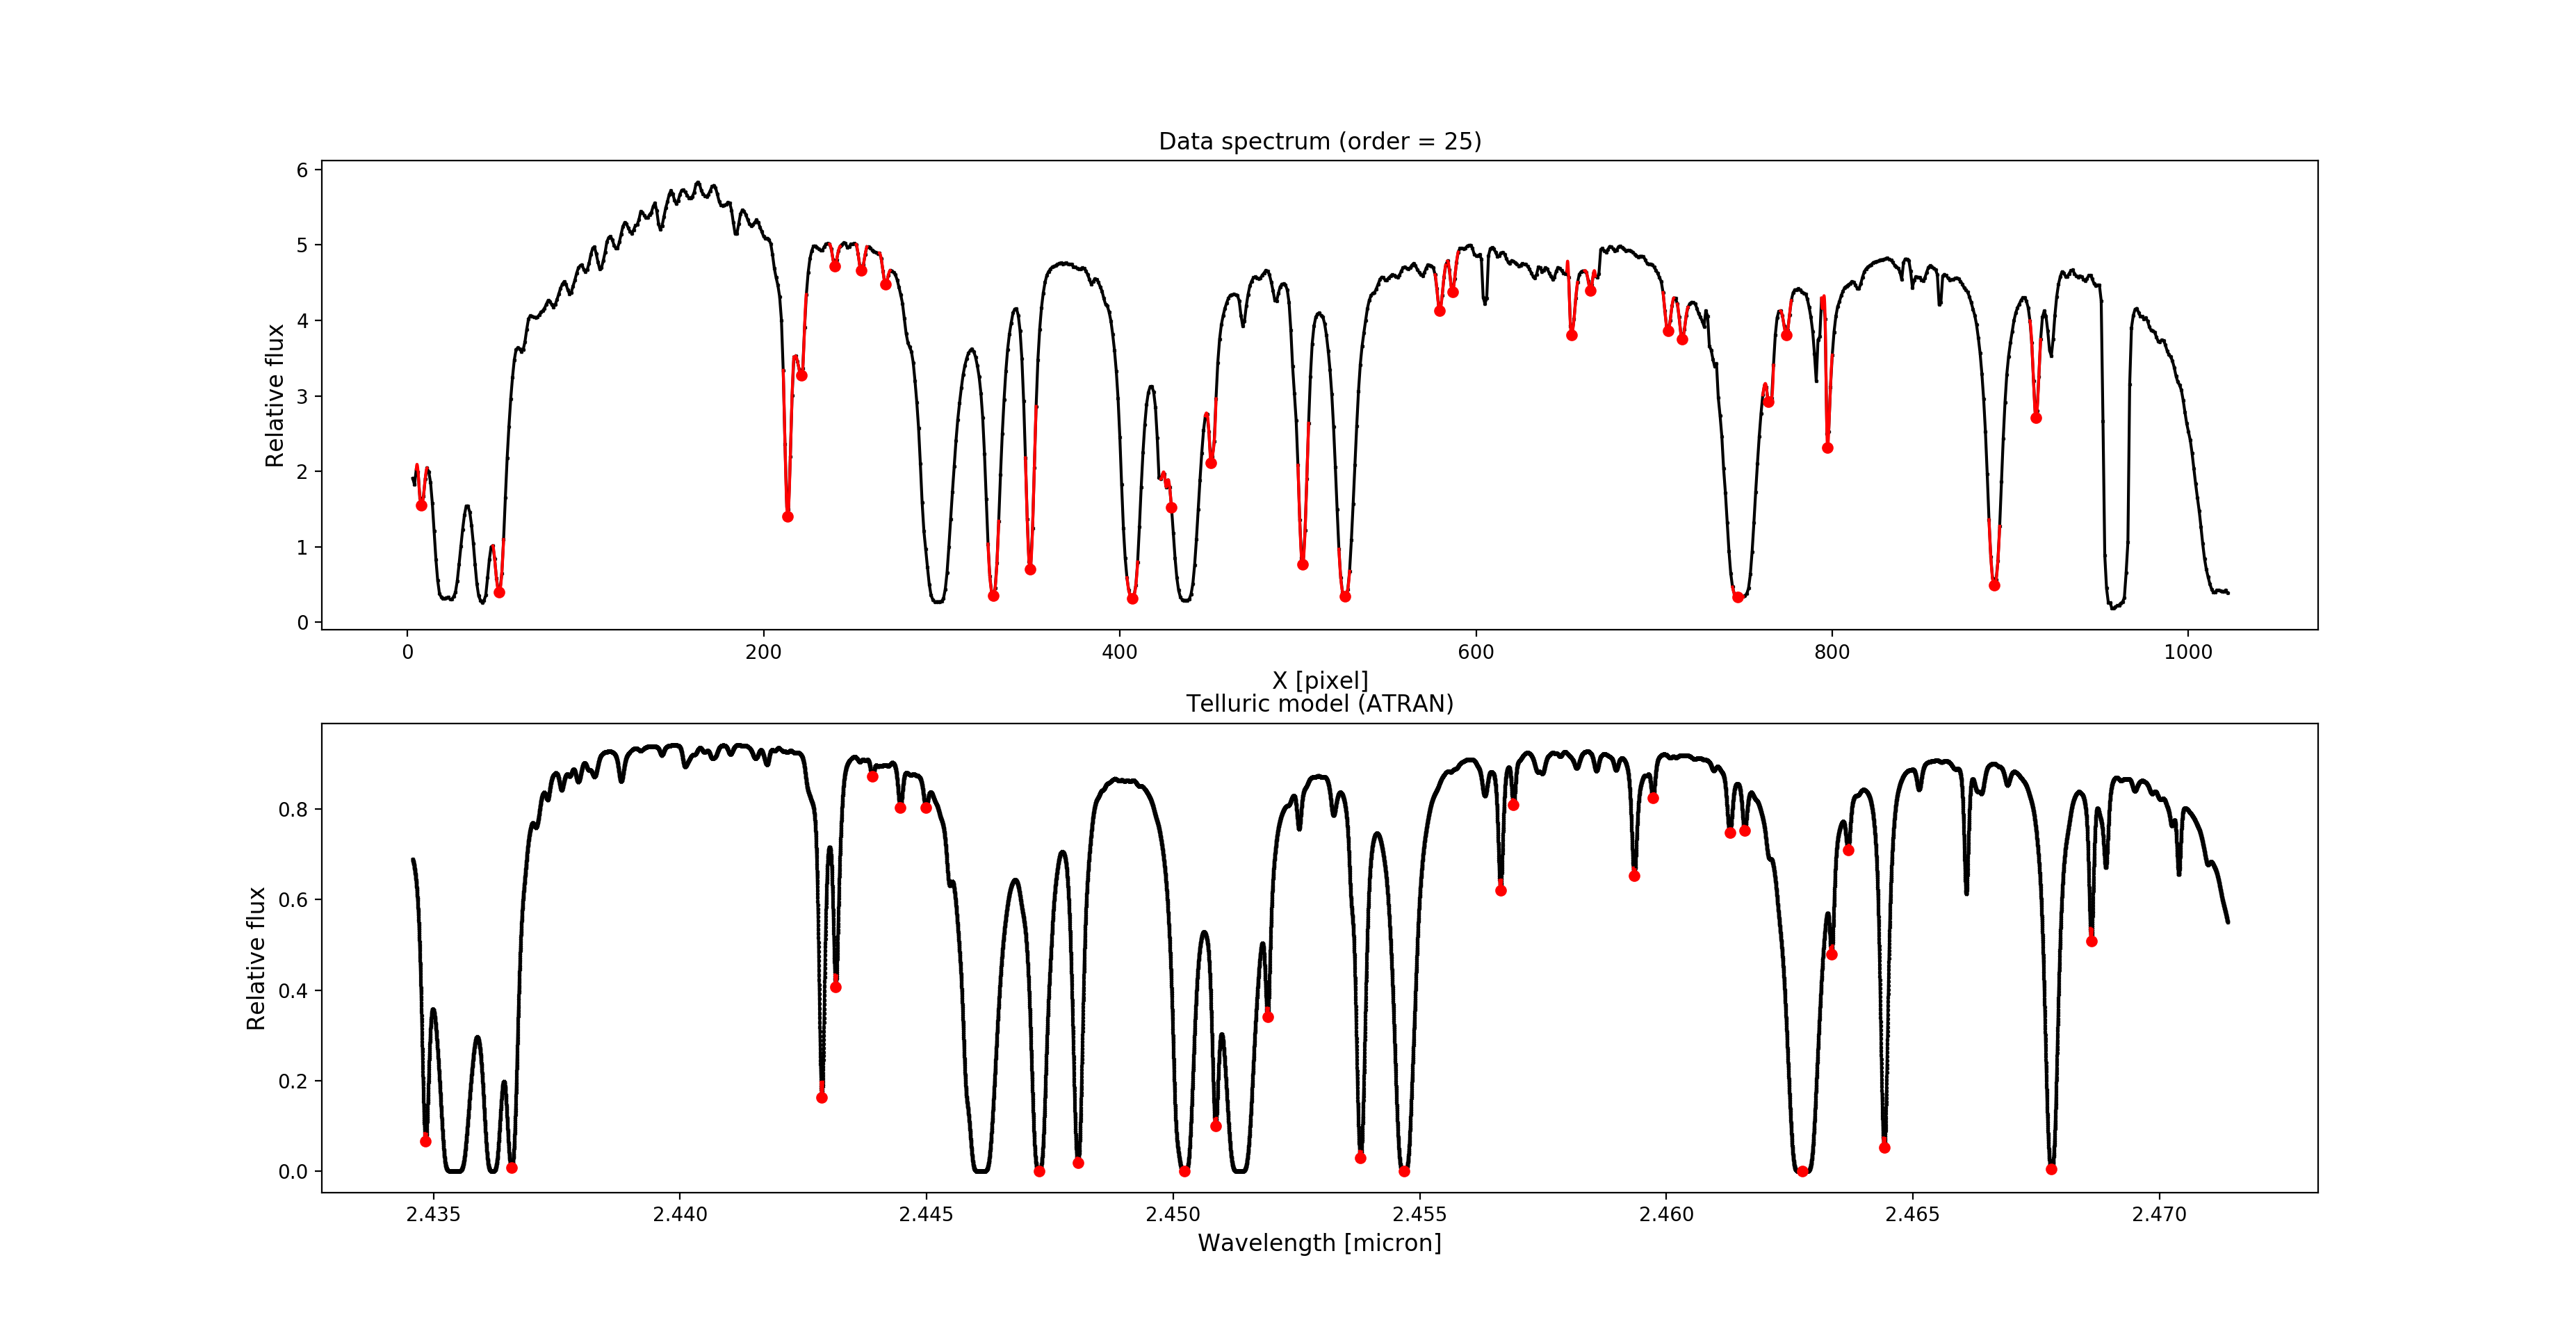 Data spectrum (order = 25)
6
5
4
3
2
1
0
Relative flux
0 200 400 600 800 1000
X [pixel]
Telluric model (ATRAN)
0.8
0.6
0.4
0.2
0.0
Relative flux
2.435 2.440 2.445 2.450 2.455 2.460 2.465 2.470
Wavelength [micron]